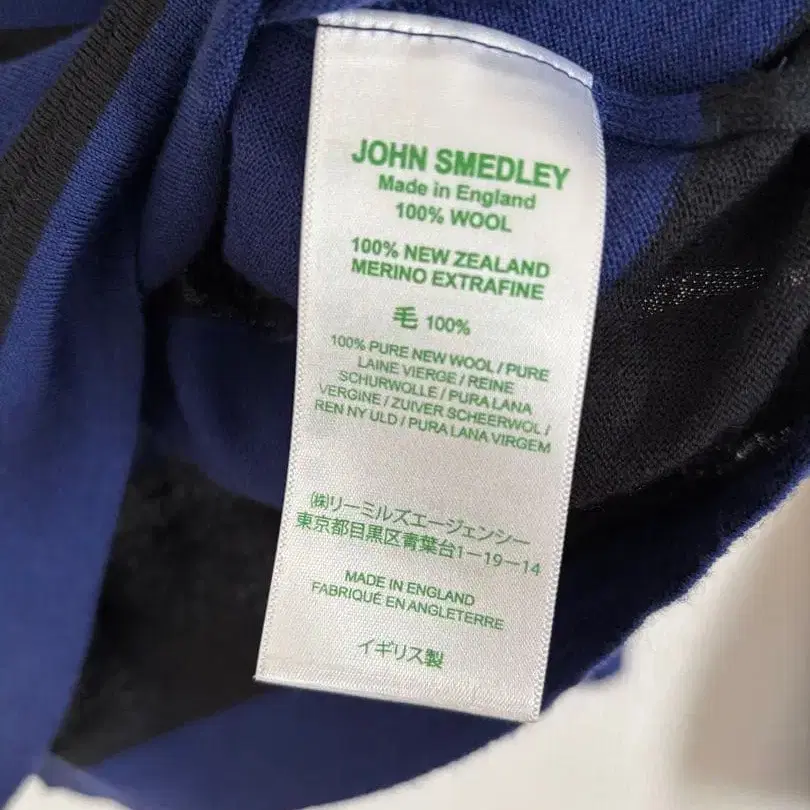 JOHN SMEDLEY
Made in England
100% WOOL
100% NEW ZEALAND
MERINO EXTRAFINE
毛 100%
100% PURE NEW WOOL / PURE
LAINE VIERGE / REINE
SCHURWOLLE / PURA LANA
VERGINE / ZUIVER SCHEERWOL /
REN NY ULD / PURA LANA VIRGEM
㈱リーミルズエージェンシー
東京都目黒区青葉台1-19-14
MADE IN ENGLAND
FABRIQUÉ EN ANGLETERRE
イギリス製